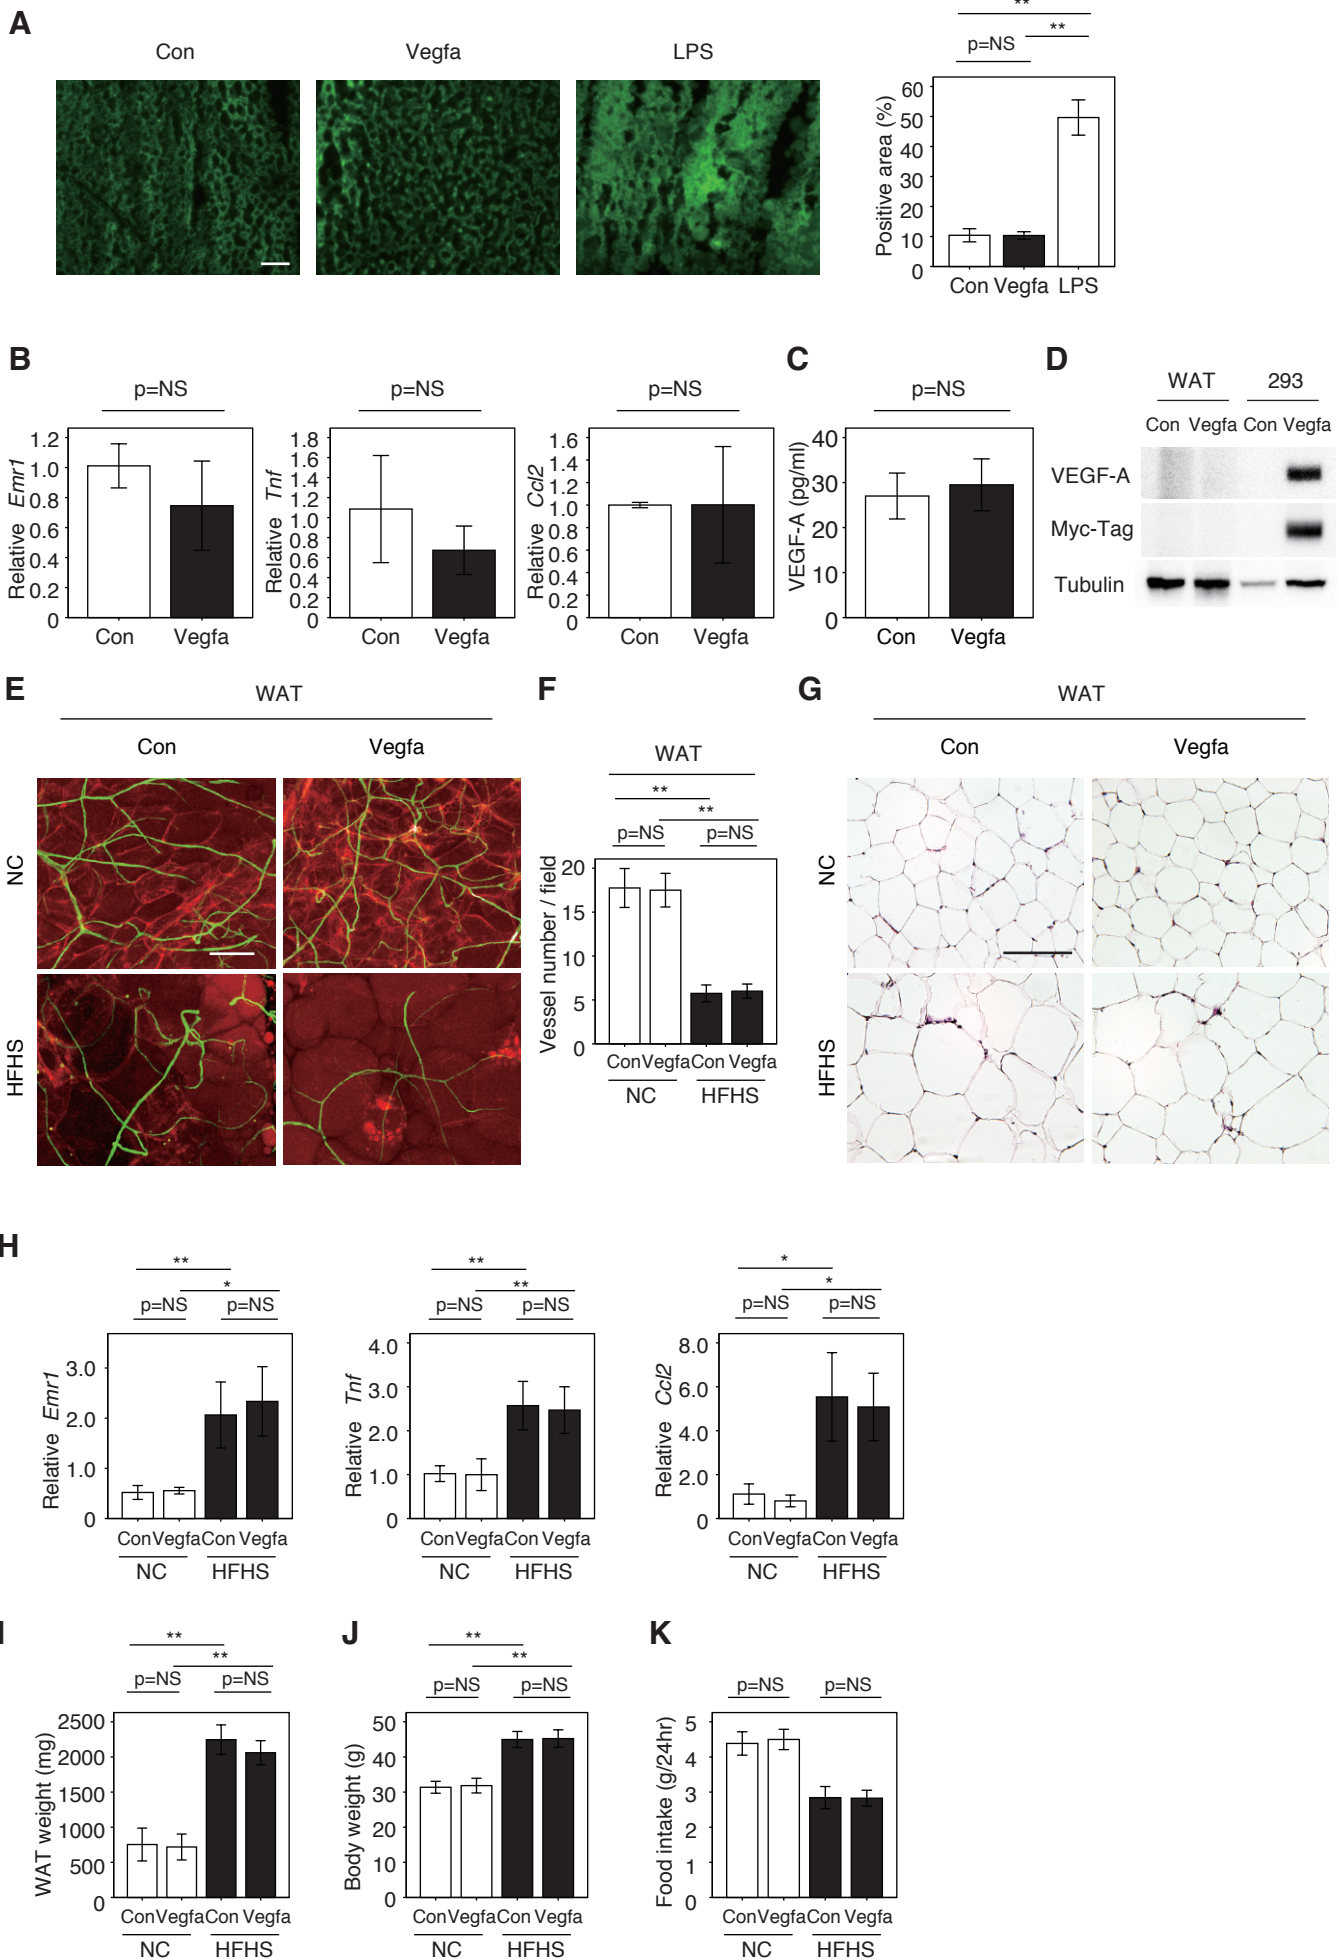 A
Con
Vegfa
LPS
**
**
p=NS
Positive area (%)
60
50
40
30
20
10
0
Con Vegfa LPS
B
p=NS
Relative Emr1
1.2
1.0
0.8
0.6
0.4
0.2
0
Con Vegfa
p=NS
Relative Tnf
1.8
1.6
1.4
1.2
1.0
0.8
0.6
0.4
0.2
0
Con Vegfa
p=NS
Relative Ccl2
1.6
1.4
1.2
1.0
0.8
0.6
0.4
0.2
0
Con Vegfa
C
p=NS
VEGF-A (pg/ml)
40
30
20
10
0
Con Vegfa
D
WAT 293
Con Vegfa Con Vegfa
VEGF-A
Myc-Tag
Tubulin
E
WAT
Con Vegfa
NC
HFHS
F
WAT
**
**
p=NS p=NS
Vessel number / field
20
15
10
5
0
Con Vegfa Con Vegfa
NC HFHS
G
WAT
Con Vegfa
NC
HFHS
H
**
*
p=NS p=NS
Relative Emr1
3.0
2.0
1.0
0
Con Vegfa Con Vegfa
NC HFHS
**
**
p=NS p=NS
Relative Tnf
4.0
3.0
2.0
1.0
0
Con Vegfa Con Vegfa
NC HFHS
*
*
p=NS p=NS
Relative Ccl2
8.0
6.0
4.0
2.0
0
Con Vegfa Con Vegfa
NC HFHS
I
**
**
p=NS p=NS
WAT weight (mg)
2500
2000
1500
1000
500
0
Con Vegfa Con Vegfa
NC HFHS
J
**
**
p=NS p=NS
Body weight (g)
50
40
30
20
10
0
Con Vegfa Con Vegfa
NC HFHS
K
p=NS p=NS
Food intake (g/24hr)
5
4
3
2
1
0
Con Vegfa Con Vegfa
NC HFHS